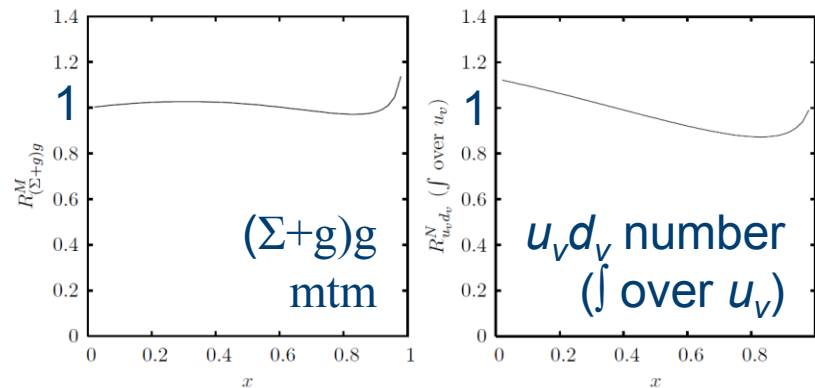 1.4
1.2
1
0.8
0.6
0.4
0.2
0
R^M_{(Σ+g)g}
(Σ+g)g
mtm
0 0.2 0.4 0.6 0.8 1
x
1.4
1.2
1
0.8
0.6
0.4
0.2
0
R^N_{u_v d_v} (∫ over u_v)
u_v d_v number
(∫ over u_v)
0 0.2 0.4 0.6 0.8
x